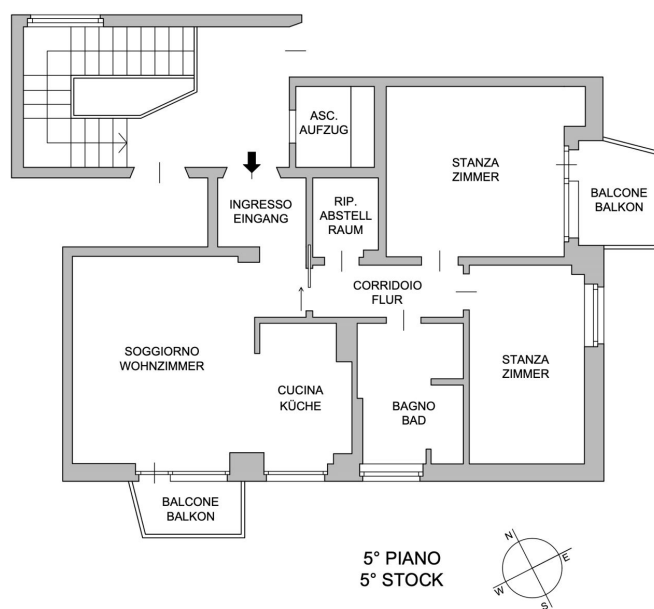 ASC.
AUFZUG
STANZA
ZIMMER
BALCONE
BALKON
INGRESSO
EINGANG
RIP.
ABSTELL
RAUM
CORRIDOIO
FLUR
SOGGIORNO
WOHNZIMMER
STANZA
ZIMMER
CUCINA
KÜCHE
BAGNO
BAD
BALCONE
BALKON
5° PIANO
5° STOCK
N
E
W
S